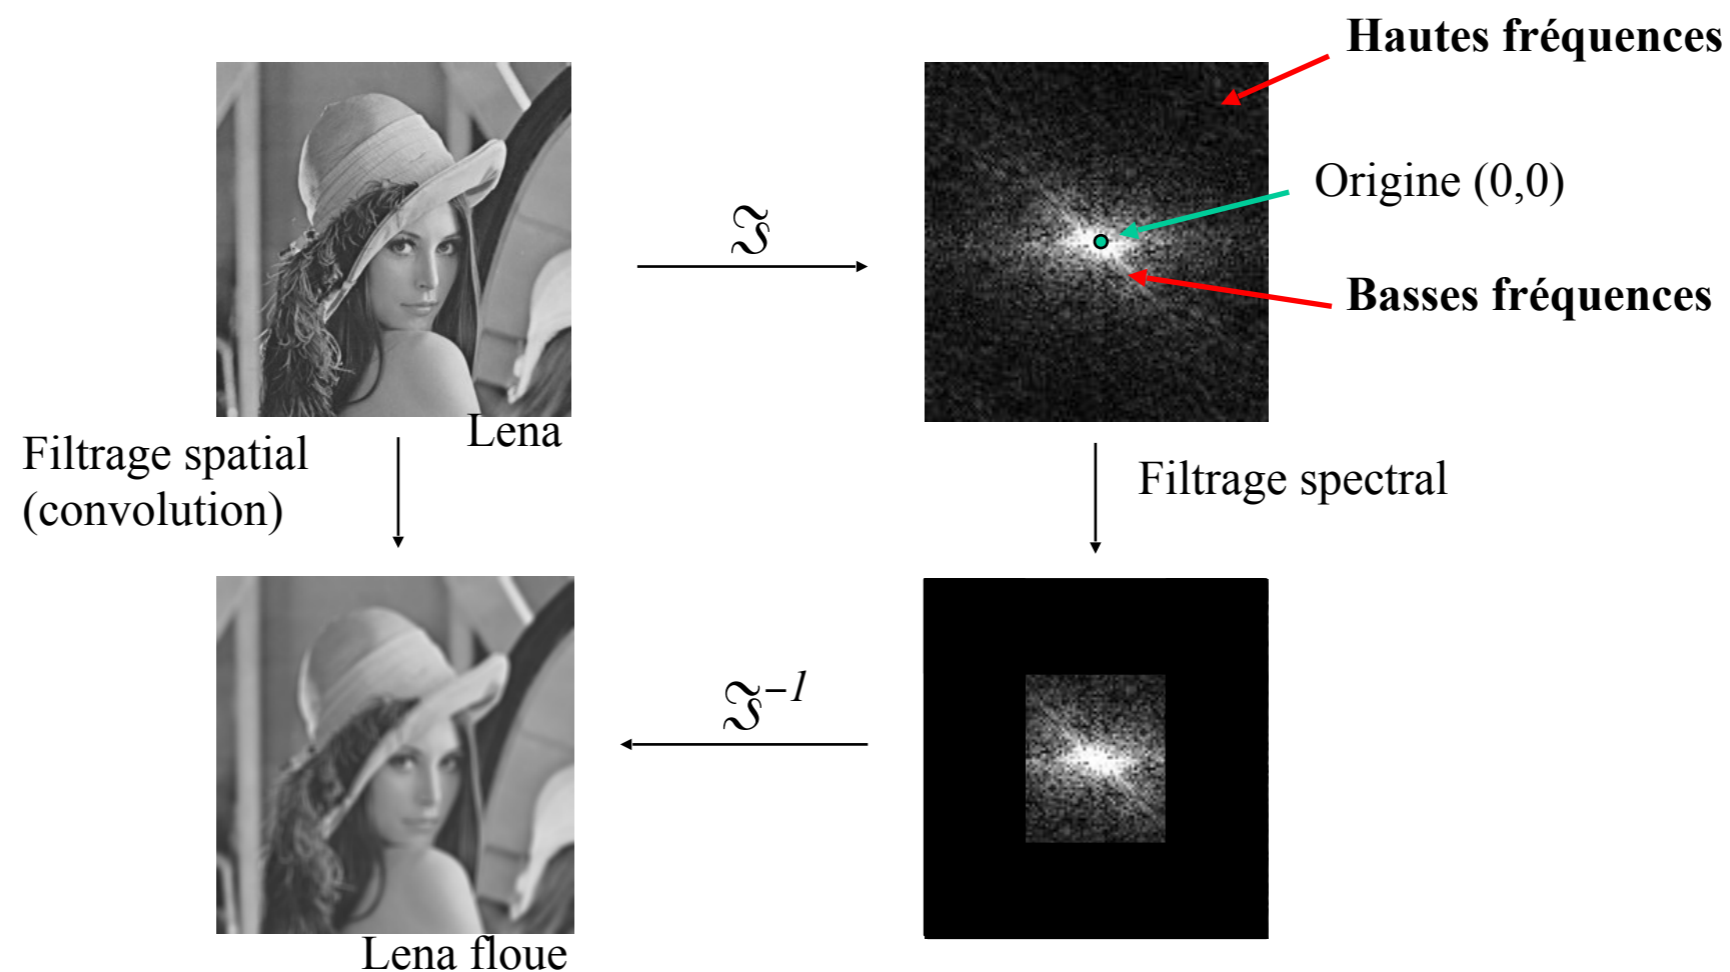 Hautes fréquences
Origine (0,0)
ℑ
Basses fréquences
Lena
Filtrage spatial
(convolution)
Filtrage spectral
ℑ⁻¹
Lena floue